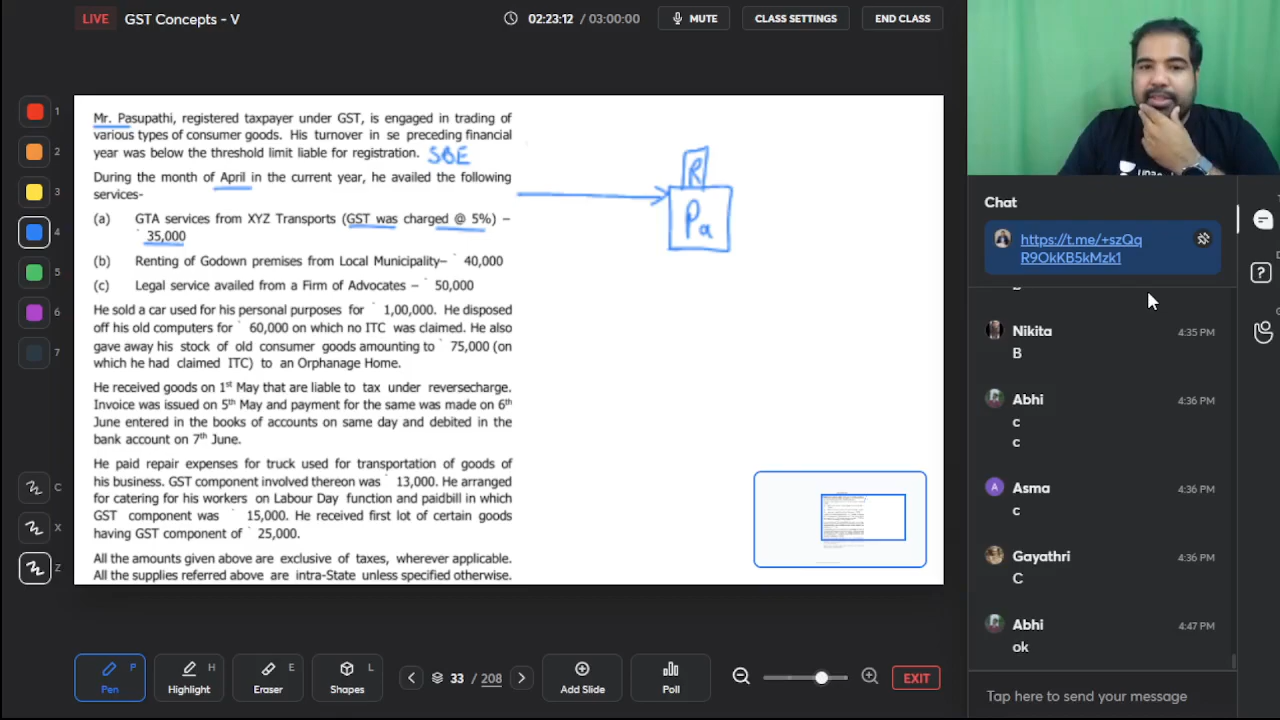 LIVE GST Concepts - V 02:23:12 / 03:00:00 MUTE CLASS SETTINGS END CLASS
1
2
3
4
5
6
7
C
X
Z
Mr. Pasupathi, registered taxpayer under GST, is engaged in trading of
various types of consumer goods. His turnover in se preceding financial
year was below the threshold limit liable for registration. SBE
During the month of April in the current year, he availed the following
services-
(a) GTA services from XYZ Transports (GST was charged @ 5%) –
` 35,000
(b) Renting of Godown premises from Local Municipality– ` 40,000
(c) Legal service availed from a Firm of Advocates – ` 50,000
He sold a car used for his personal purposes for ` 1,00,000. He disposed
off his old computers for ` 60,000 on which no ITC was claimed. He also
gave away his stock of old consumer goods amounting to ` 75,000 (on
which he had claimed ITC) to an Orphanage Home.
He received goods on 1st May that are liable to tax under reversecharge.
Invoice was issued on 5th May and payment for the same was made on 6th
June entered in the books of accounts on same day and debited in the
bank account on 7th June.
He paid repair expenses for truck used for transportation of goods of
his business. GST component involved thereon was ` 13,000. He arranged
for catering for his workers on Labour Day function and paidbill in which
GST component was ` 15,000. He received first lot of certain goods
having GST component of ` 25,000.
All the amounts given above are exclusive of taxes, wherever applicable.
All the supplies referred above are intra-State unless specified otherwise.
R
Pa
Chat
https://t.me/+szQq
R9OkKB5kMzk1
Nikita 4:35 PM
B
Abhi 4:36 PM
c
c
A Asma 4:36 PM
c
Gayathri 4:36 PM
C
Abhi 4:47 PM
ok
Tap here to send your message
P
Pen
H
Highlight
E
Eraser
L
Shapes
33 / 208
Add Slide
Poll
EXIT